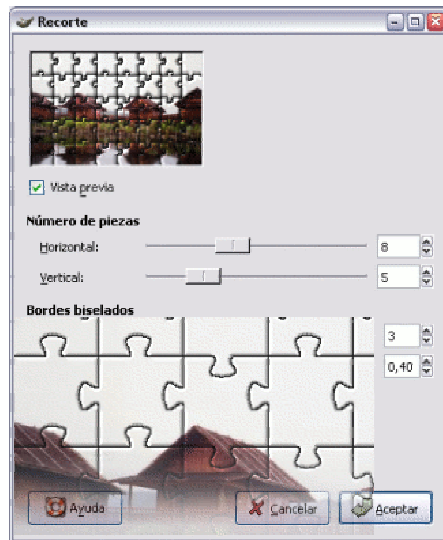 Recorte
Vista previa
Número de piezas
Horizontal: 8
Vertical: 5
Bordes biselados
3
0,40
Ayuda Cancelar Aceptar